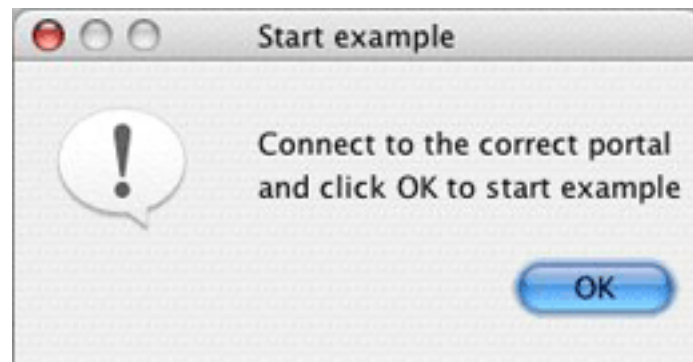 Start example
Connect to the correct portal
and click OK to start example
OK